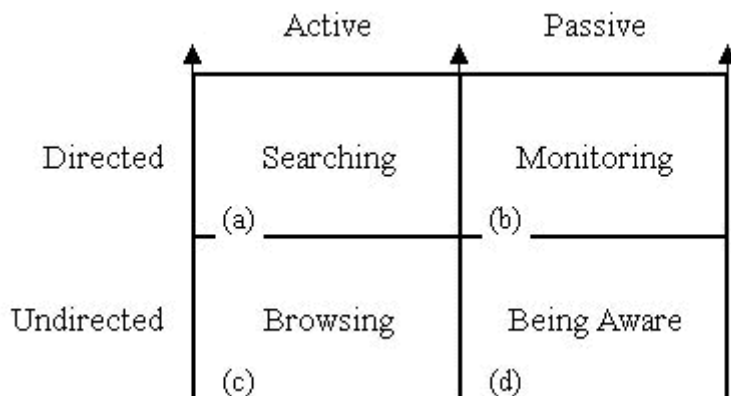 Active Passive
Directed Searching Monitoring
(a) (b)
Undirected Browsing Being Aware
(c) (d)